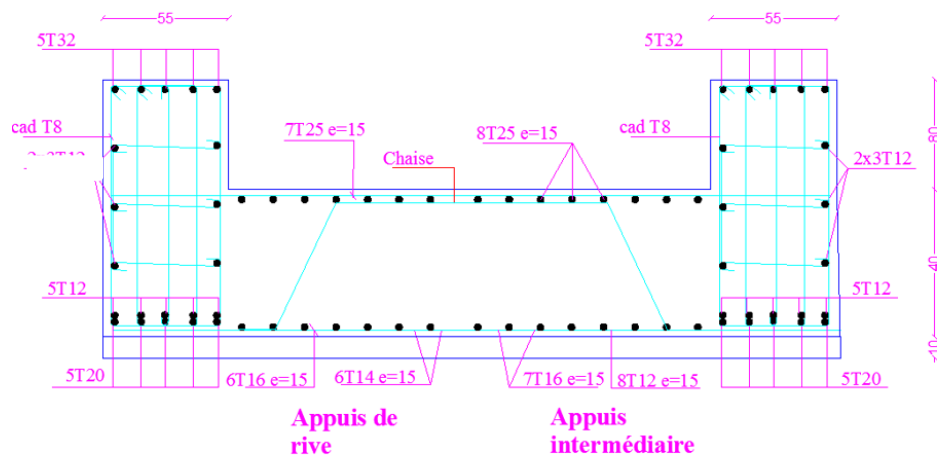 55
55
5T32
5T32
cad T8
7T25 e=15
8T25 e=15
cad T8
80
Chaise
2x3T12
2x3T12
40
5T12
5T12
10
5T20
6T16 e=15
6T14 e=15
7T16 e=15
8T12 e=15
5T20
Appuis de
rive
Appuis
intermédiaire